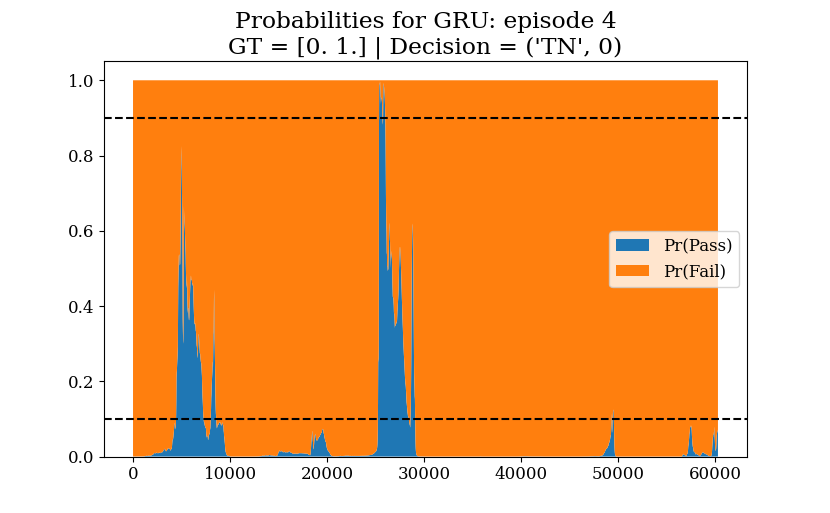 Probabilities for GRU: episode 4
GT = [0. 1.] | Decision = ('TN', 0)
1.0
0.8
0.6
0.4
0.2
0.0
Pr(Pass)
Pr(Fail)
0 10000 20000 30000 40000 50000 60000